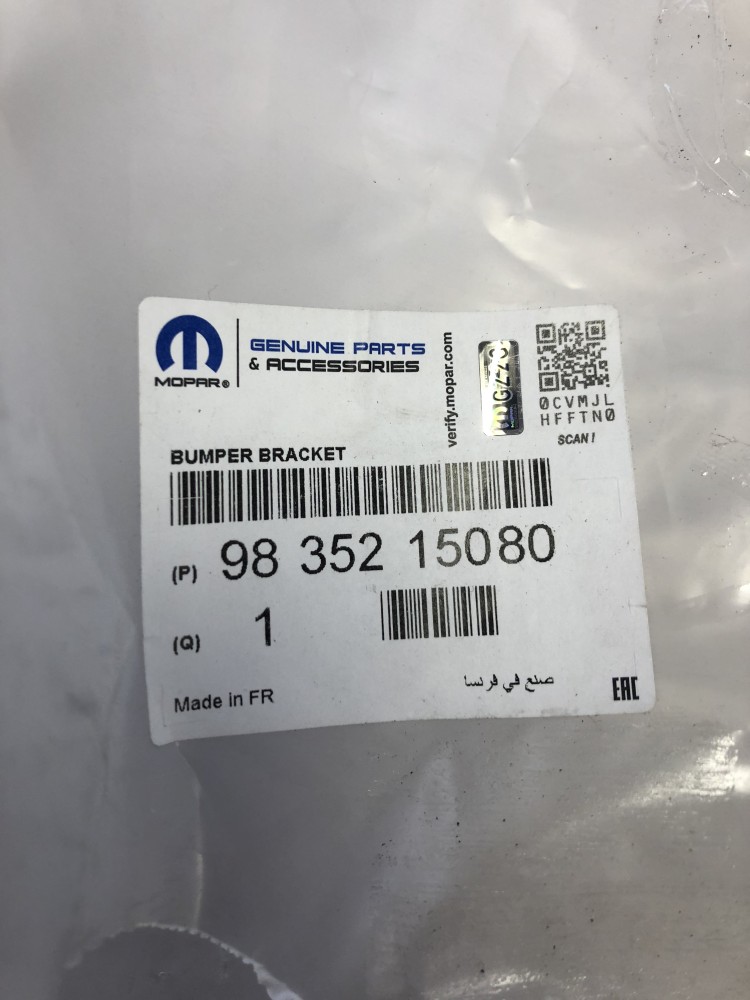 MOPAR®
GENUINE PARTS
& ACCESSORIES
verify.mopar.com
0CVMJL
HFFTN0
SCAN!
BUMPER BRACKET
(P) 98 352 15080
(Q) 1
Made in FR
صنع في فرنسا
EAC